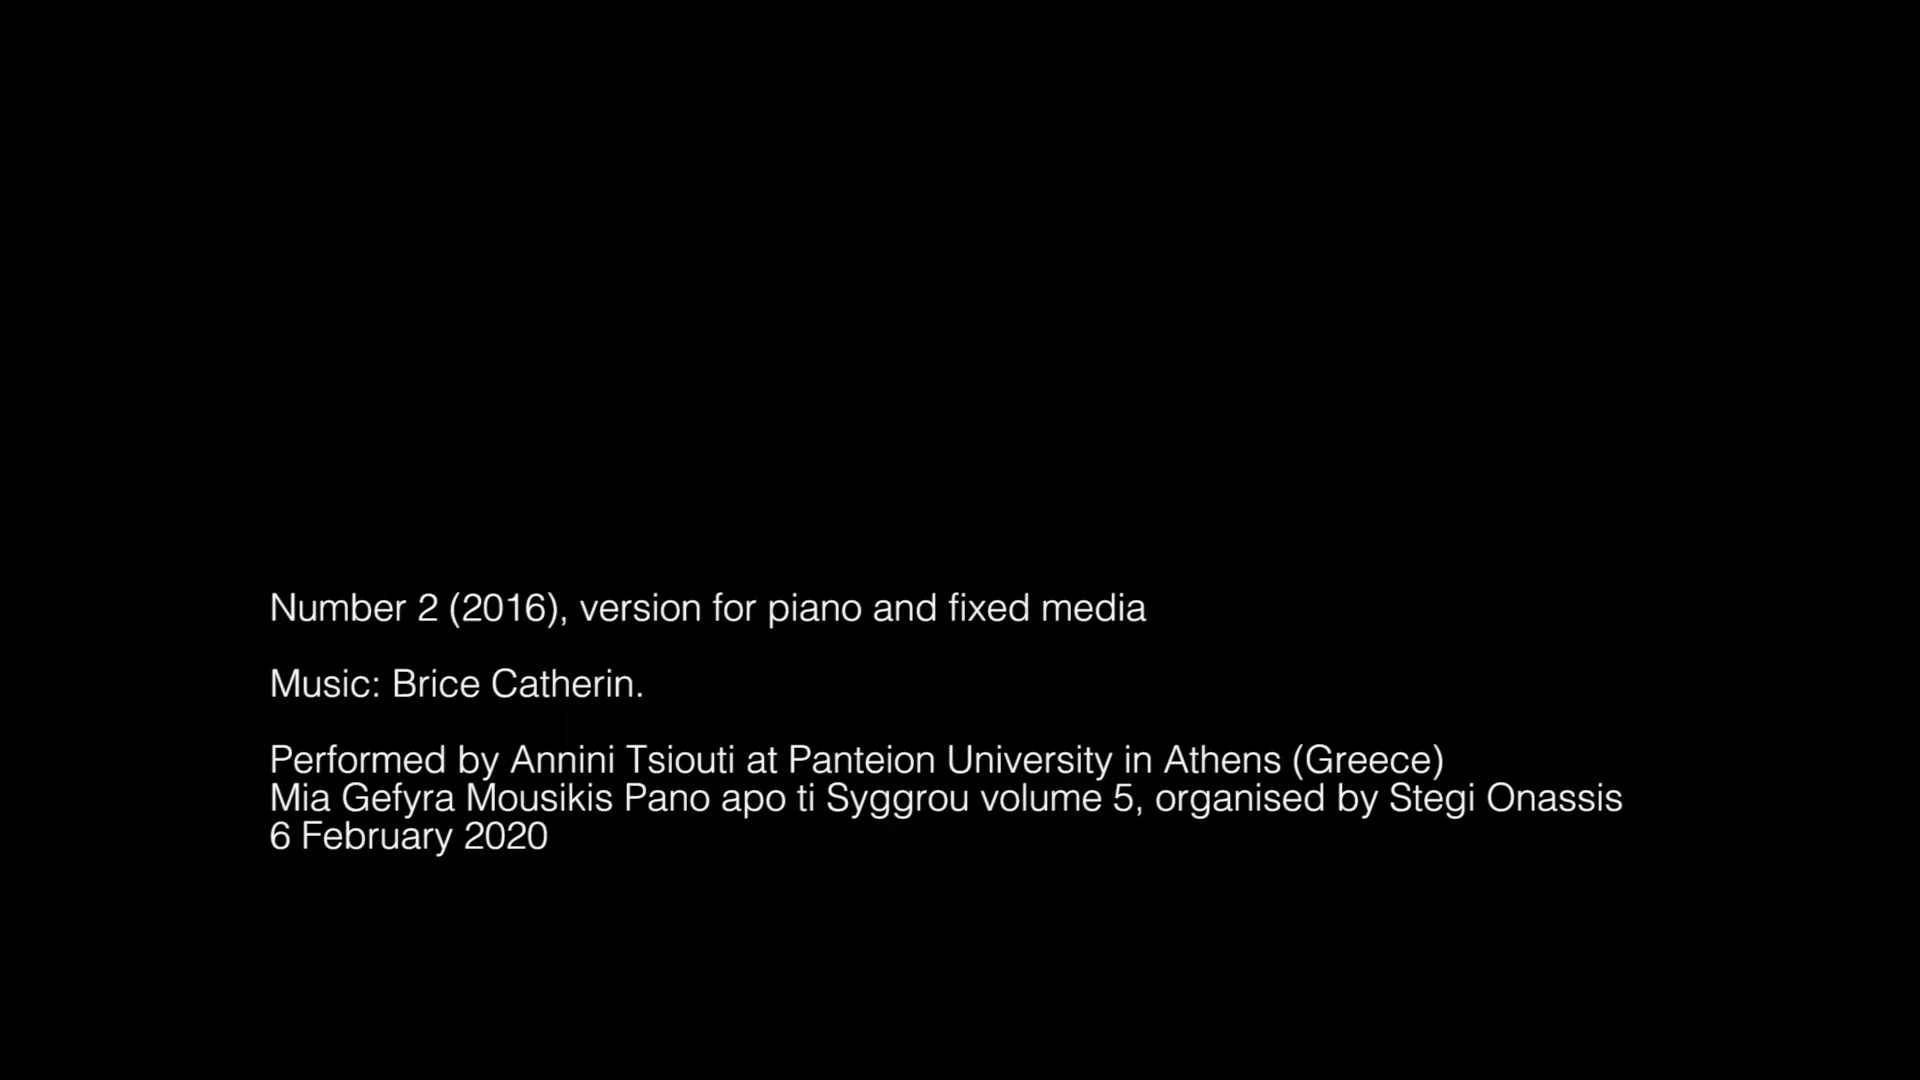 Number 2 (2016), version for piano and fixed media
Music: Brice Catherin.
Performed by Annini Tsiouti at Panteion University in Athens (Greece)
Mia Gefyra Mousikis Pano apo ti Syggrou volume 5, organised by Stegi Onassis
6 February 2020